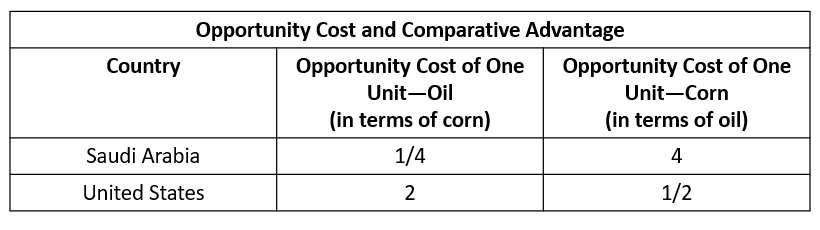 Opportunity Cost and Comparative Advantage
Country
Opportunity Cost of One
Unit—Oil
(in terms of corn)
Opportunity Cost of One
Unit—Corn
(in terms of oil)
Saudi Arabia
1/4
4
United States
2
1/2